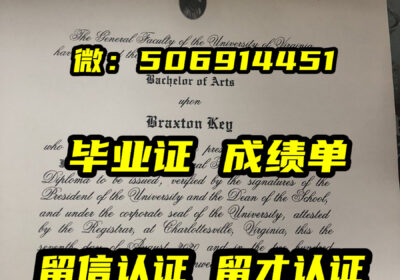 The General Faculty of the University of Virginia
微：506914451
Bachelor of Arts
upon
Braxton Key
毕业证 成绩单
Diploma to be issued, verified by the signatures of the
President of the University and the Dean of the School,
and under the corporate seal of the University, attested
by the Registrar, at Charlottesville, Virginia, this the
留信认证 留才认证